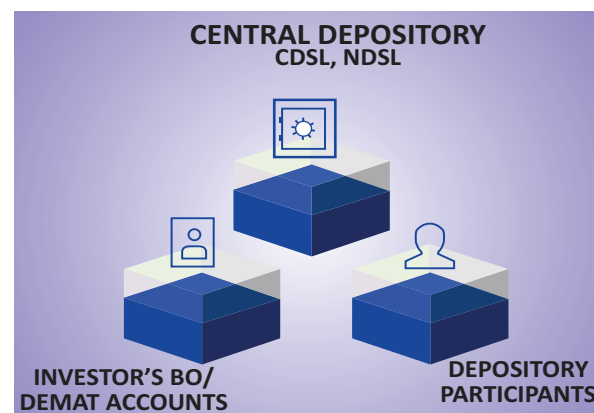 CENTRAL DEPOSITORY
CDSL, NDSL
INVESTOR'S BO/
DEMAT ACCOUNTS
DEPOSITORY
PARTICIPANTS